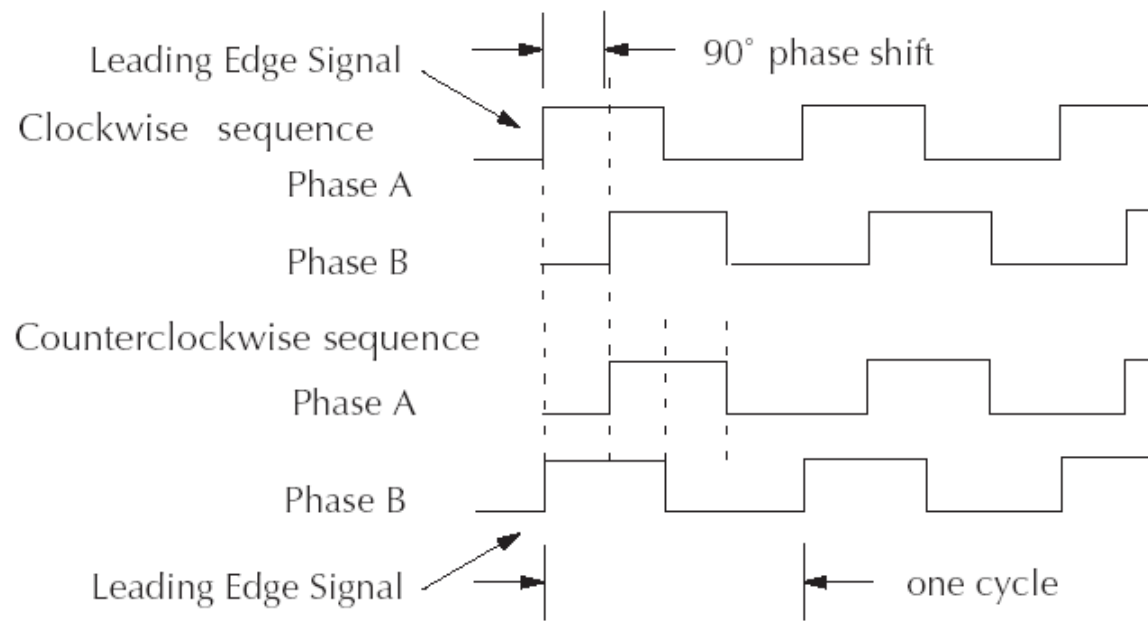 Leading Edge Signal
90° phase shift
Clockwise sequence
Phase A
Phase B
Counterclockwise sequence
Phase A
Phase B
Leading Edge Signal
one cycle